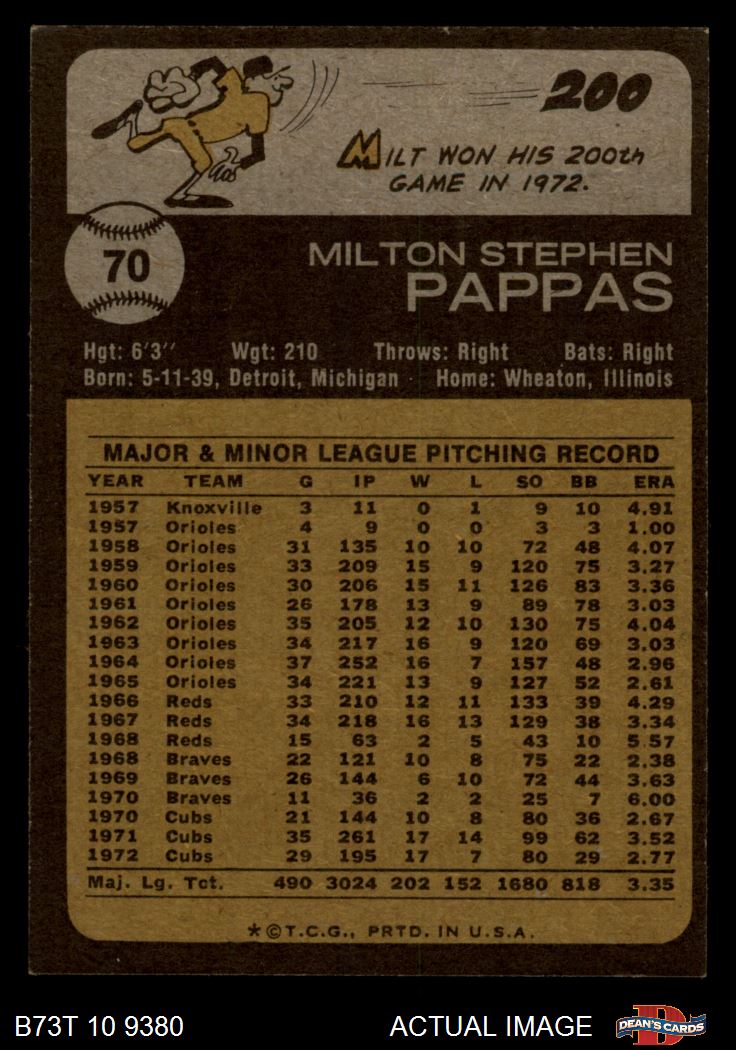 200
MILT WON HIS 200th
GAME IN 1972.
70
MILTON STEPHEN
PAPPAS
Hgt: 6'3'' Wgt: 210 Throws: Right Bats: Right
Born: 5-11-39, Detroit, Michigan Home: Wheaton, Illinois
MAJOR & MINOR LEAGUE PITCHING RECORD
YEAR TEAM G IP W L SO BB ERA
1957 Knoxville 3 11 0 1 9 10 4.91
1957 Orioles 4 9 0 0 3 3 1.00
1958 Orioles 31 135 10 10 72 48 4.07
1959 Orioles 33 209 15 9 120 75 3.27
1960 Orioles 30 206 15 11 126 83 3.36
1961 Orioles 26 178 13 9 89 78 3.03
1962 Orioles 35 205 12 10 130 75 4.04
1963 Orioles 34 217 16 9 120 69 3.03
1964 Orioles 37 252 16 7 157 48 2.96
1965 Orioles 34 221 13 9 127 52 2.61
1966 Reds 33 210 12 11 133 39 4.29
1967 Reds 34 218 16 13 129 38 3.34
1968 Reds 15 63 2 5 43 10 5.57
1968 Braves 22 121 10 8 75 22 2.38
1969 Braves 26 144 6 10 72 44 3.63
1970 Braves 11 36 2 2 25 7 6.00
1970 Cubs 21 144 10 8 80 36 2.67
1971 Cubs 35 261 17 14 99 62 3.52
1972 Cubs 29 195 17 7 80 29 2.77
Maj. Lg. Tot. 490 3024 202 152 1680 818 3.35
*©T.C.G., PRTD. IN U.S.A.
B73T 10 9380 ACTUAL IMAGE
D
DEAN'S CARDS